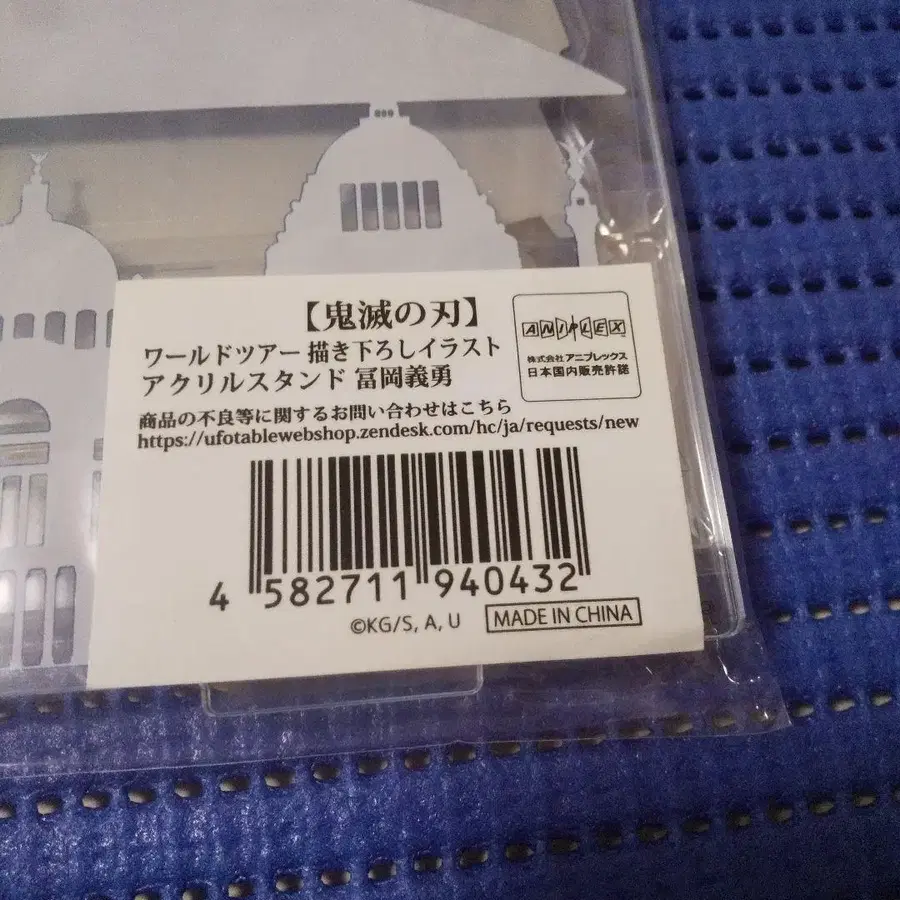 【鬼滅の刃】
ワールドツアー 描き下ろしイラスト
アクリルスタンド 冨岡義勇
ANIPLEX
株式会社 アニプレックス
日本国内販売許諾
商品の不良等に関するお問い合わせはこちら
https://ufotablewebshop.zendesk.com/hc/ja/requests/new
4 582711 940432
©KG/S, A, U
MADE IN CHINA